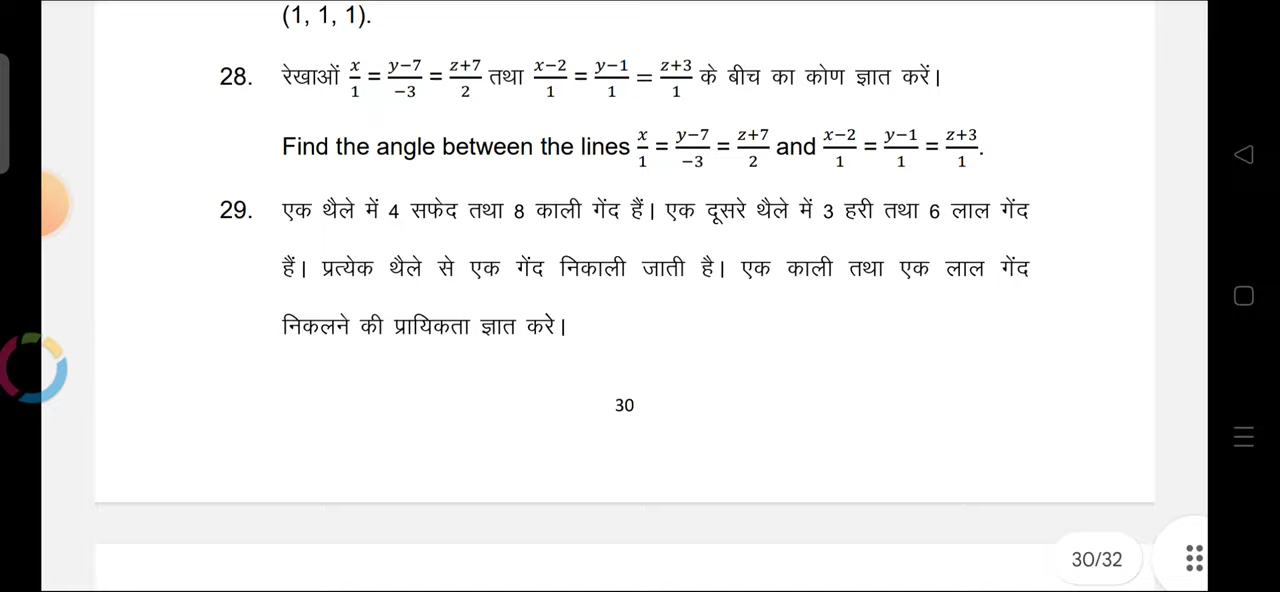 (1, 1, 1).
28. रेखाओं x/1 = y−7/−3 = z+7/2 तथा x−2/1 = y−1/1 = z+3/1 के बीच का कोण ज्ञात करें।
Find the angle between the lines x/1 = y−7/−3 = z+7/2 and x−2/1 = y−1/1 = z+3/1.
29. एक थैले में 4 सफेद तथा 8 काली गेंद हैं। एक दूसरे थैले में 3 हरी तथा 6 लाल गेंद
हैं। प्रत्येक थैले से एक गेंद निकाली जाती है। एक काली तथा एक लाल गेंद
निकलने की प्रायिकता ज्ञात करे।
30
30/32